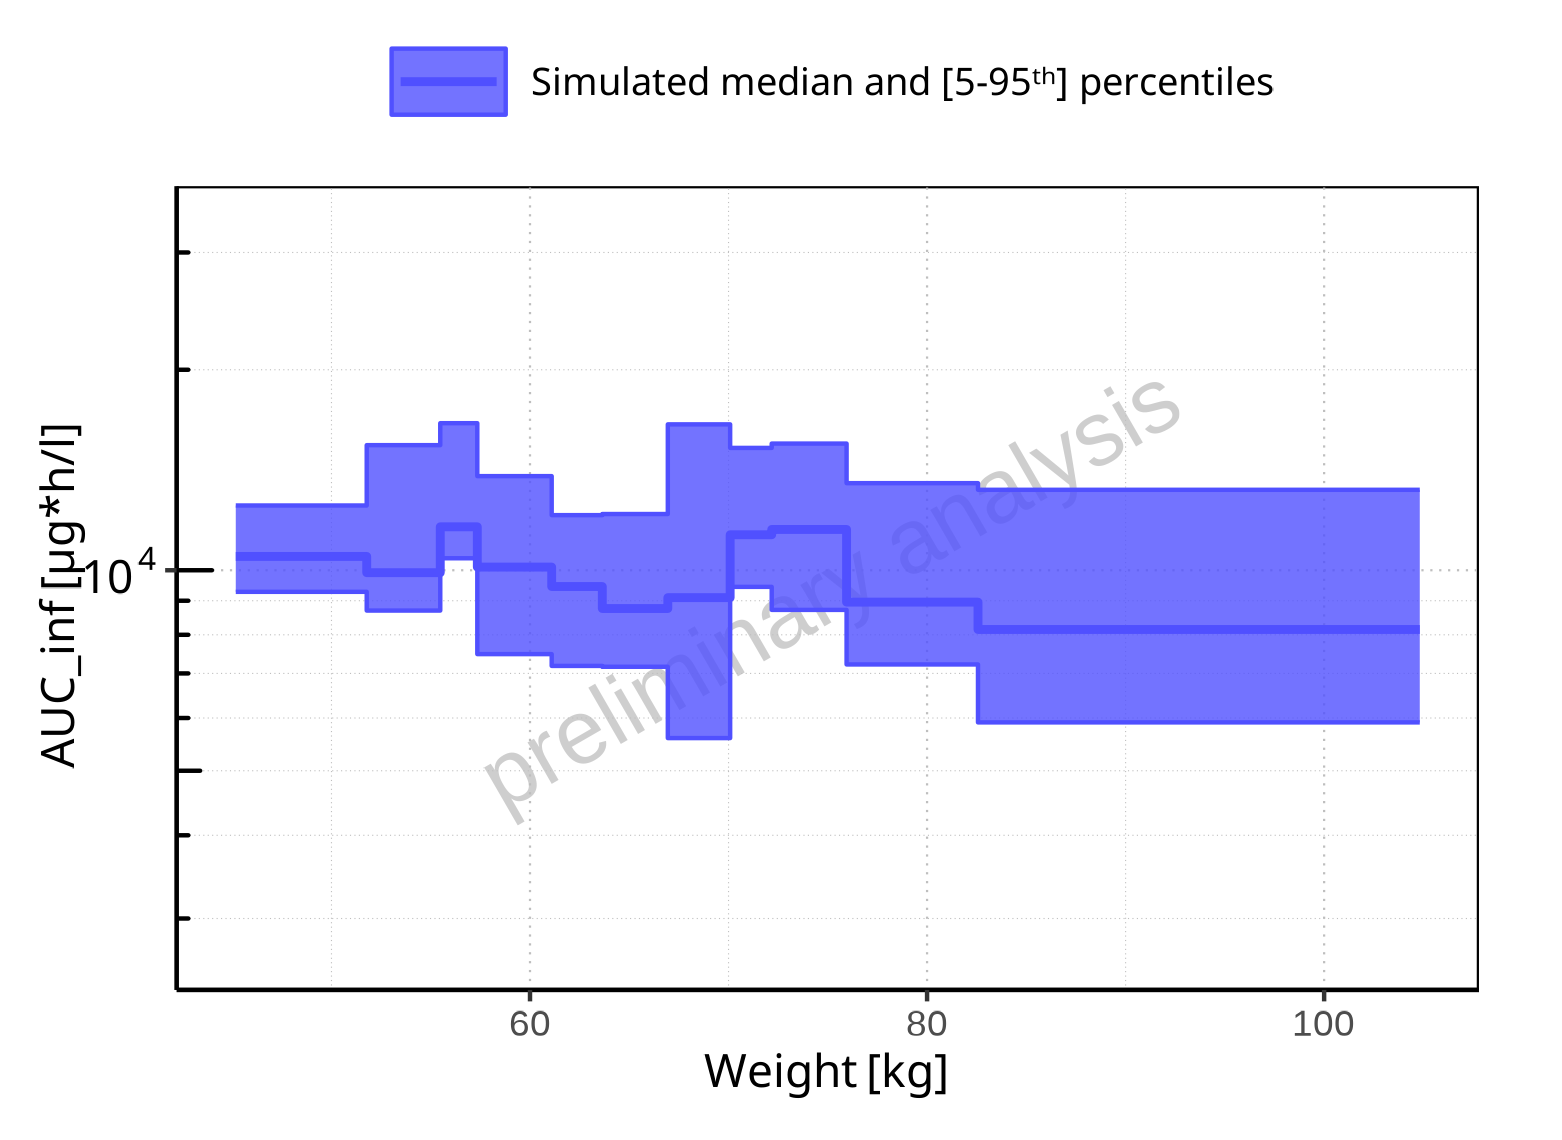 Simulated median and [5-95ᵗʰ] percentiles
AUC_inf [µg*h/l]
10⁴
preliminary analysis
60 80 100
Weight [kg]